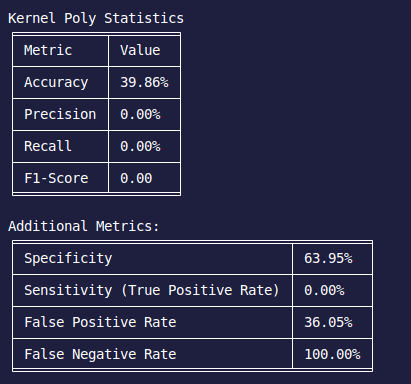 Kernel Poly Statistics
Metric Value
Accuracy 39.86%
Precision 0.00%
Recall 0.00%
F1-Score 0.00
Additional Metrics:
Specificity 63.95%
Sensitivity (True Positive Rate) 0.00%
False Positive Rate 36.05%
False Negative Rate 100.00%